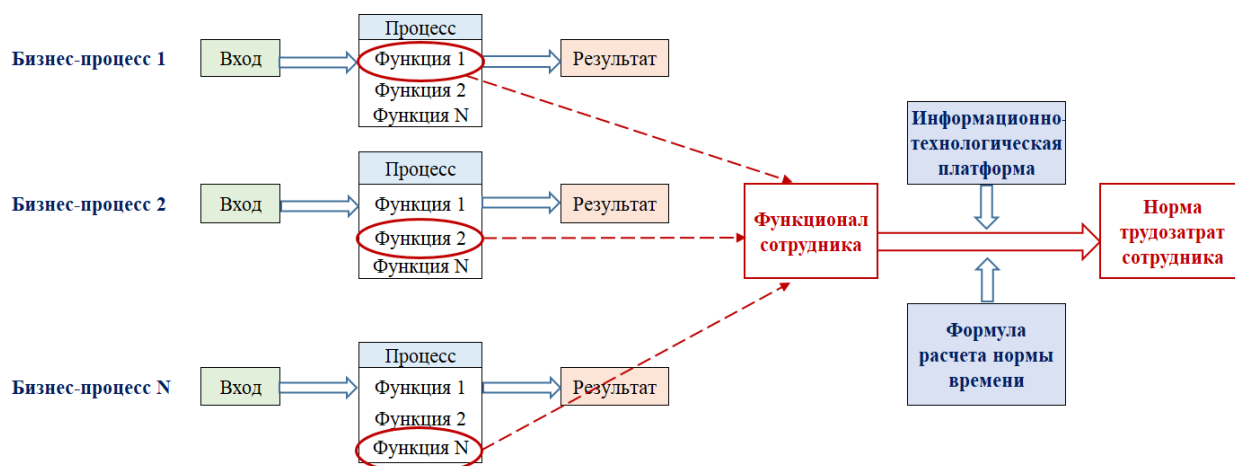 Бизнес-процесс 1
Вход
Процесс
Функция 1
Функция 2
Функция N
Результат
Бизнес-процесс 2
Вход
Процесс
Функция 1
Функция 2
Функция N
Результат
Бизнес-процесс N
Вход
Процесс
Функция 1
Функция 2
Функция N
Результат
Функционал
сотрудника
Информационно-
технологическая
платформа
Формула
расчета нормы
времени
Норма
трудозатрат
сотрудника